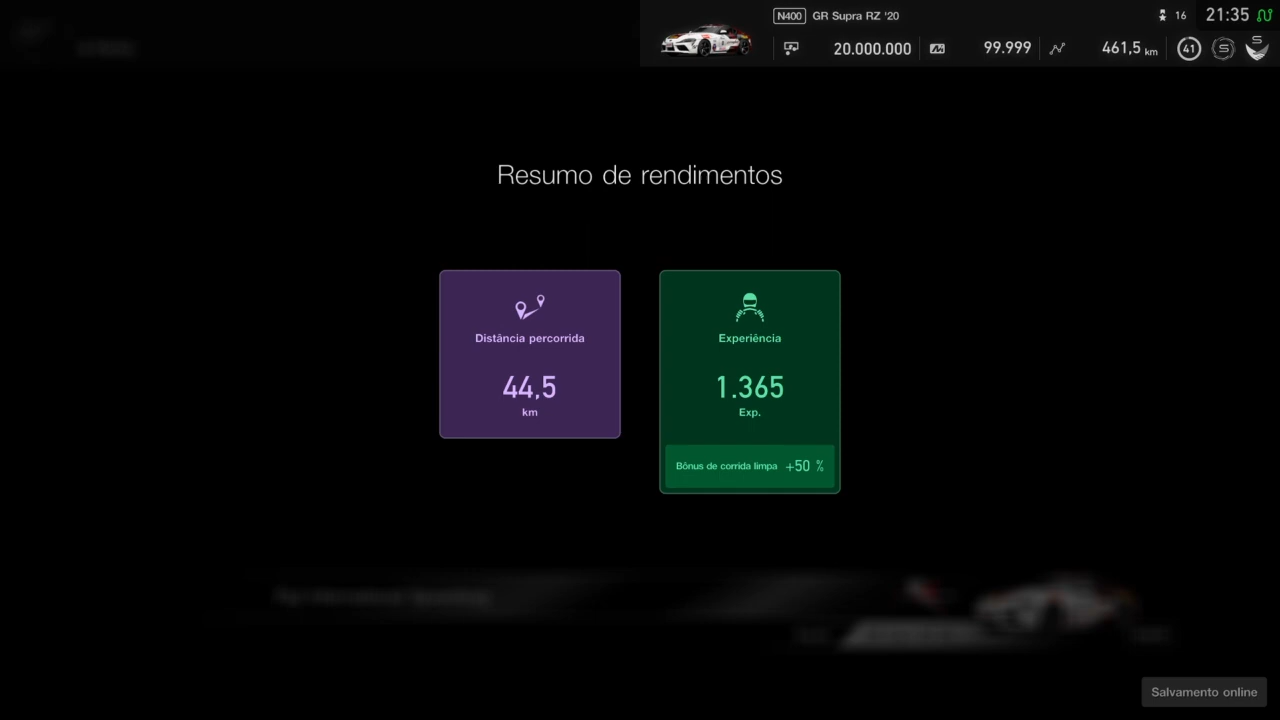 N400 GR Supra RZ '20
16
21:35
20.000.000
99.999
461,5 km
41
S
S
Resumo de rendimentos
Distância percorrida
44,5
km
Experiência
1.365
Exp.
Bônus de corrida limpa +50 %
Salvamento online